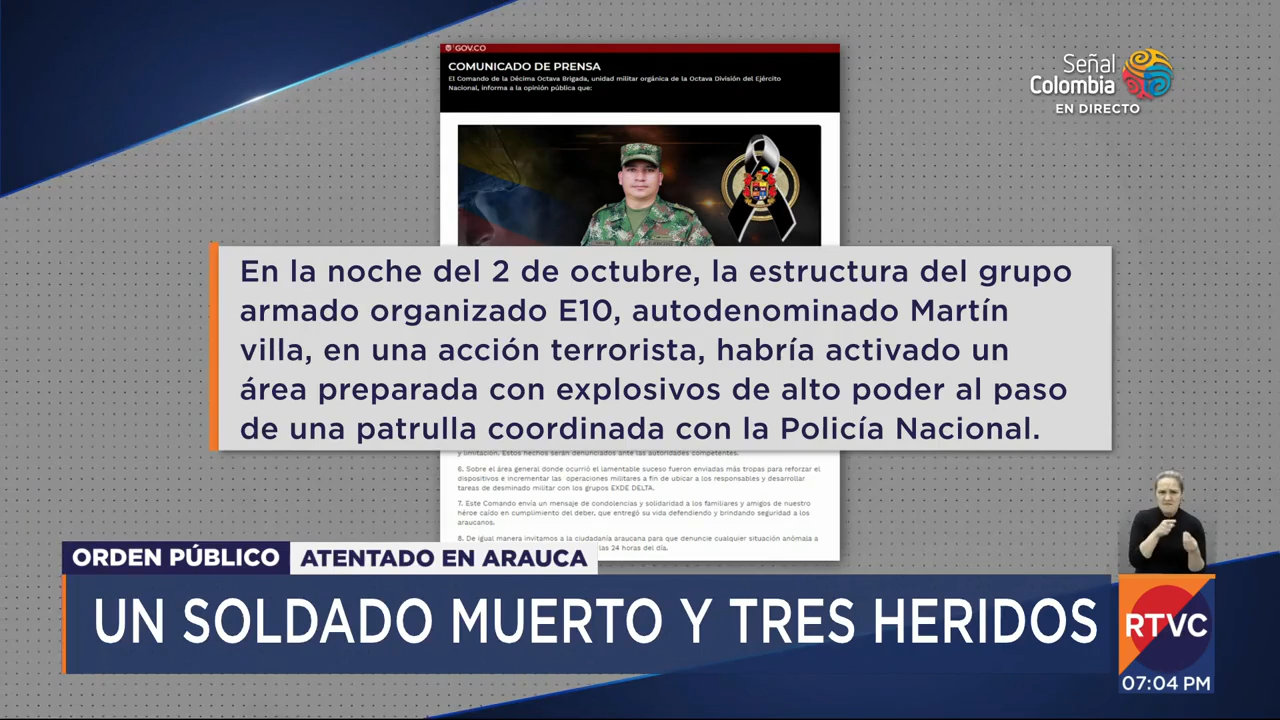 GOV.CO
COMUNICADO DE PRENSA
El Comando de la Décima Octava Brigada, unidad militar orgánica de la Octava División del Ejército
Nacional, informa a la opinión pública que:
Señal
Colombia
EN DIRECTO
En la noche del 2 de octubre, la estructura del grupo
armado organizado E10, autodenominado Martín
villa, en una acción terrorista, habría activado un
área preparada con explosivos de alto poder al paso
de una patrulla coordinada con la Policía Nacional.
y limitación. Estos hechos serán denunciados ante las autoridades competentes.
6. Sobre el área general donde ocurrió el lamentable suceso fueron enviadas más tropas para reforzar el
dispositivos e incrementar las operaciones militares a fin de ubicar a los responsables y desarrollar
tareas de desminado militar con los grupos EXDE DELTA.
7. Este Comando envía un mensaje de condolencias y solidaridad a los familiares y amigos de nuestro
héroe caído en cumplimiento del deber, que entregó su vida defendiendo y brindando seguridad a los
araucanos.
8. De igual manera invitamos a la ciudadanía araucana para que denuncie cualquier situación anómala a
las 24 horas del día.
ORDEN PÚBLICO
ATENTADO EN ARAUCA
UN SOLDADO MUERTO Y TRES HERIDOS
RTVC
07:04 PM